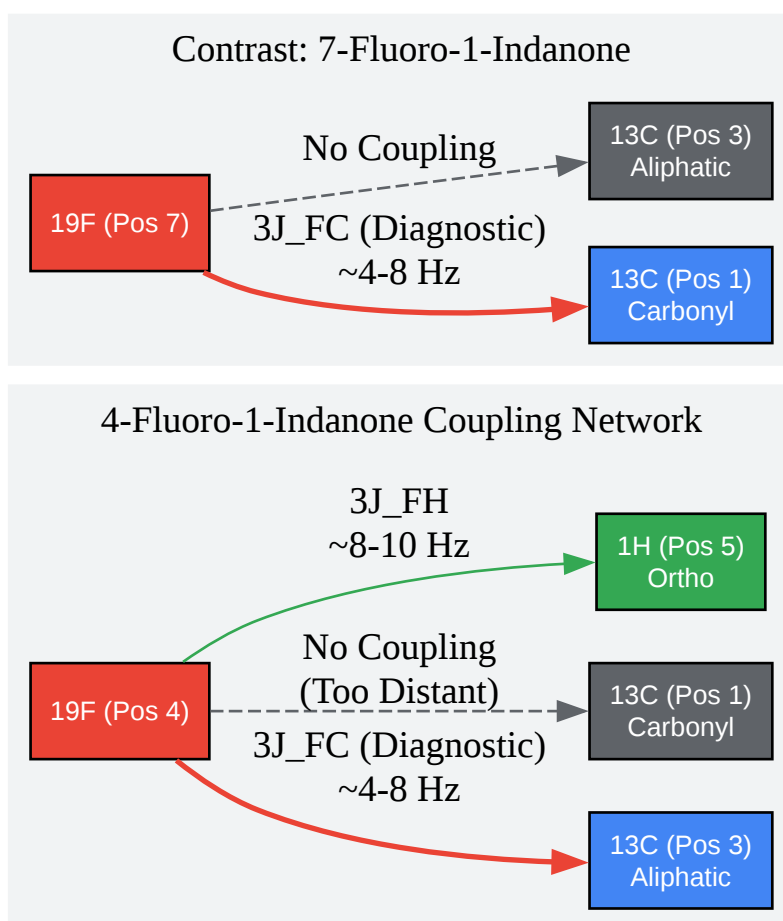 Contrast: 7-Fluoro-1-Indanone
13C (Pos 3)
Aliphatic
No Coupling
19F (Pos 7)
3J_FC (Diagnostic)
~4-8 Hz
13C (Pos 1)
Carbonyl
4-Fluoro-1-Indanone Coupling Network
3J_FH
~8-10 Hz
1H (Pos 5)
Ortho
No Coupling
(Too Distant)
19F (Pos 4)
13C (Pos 1)
Carbonyl
3J_FC (Diagnostic)
~4-8 Hz
13C (Pos 3)
Aliphatic